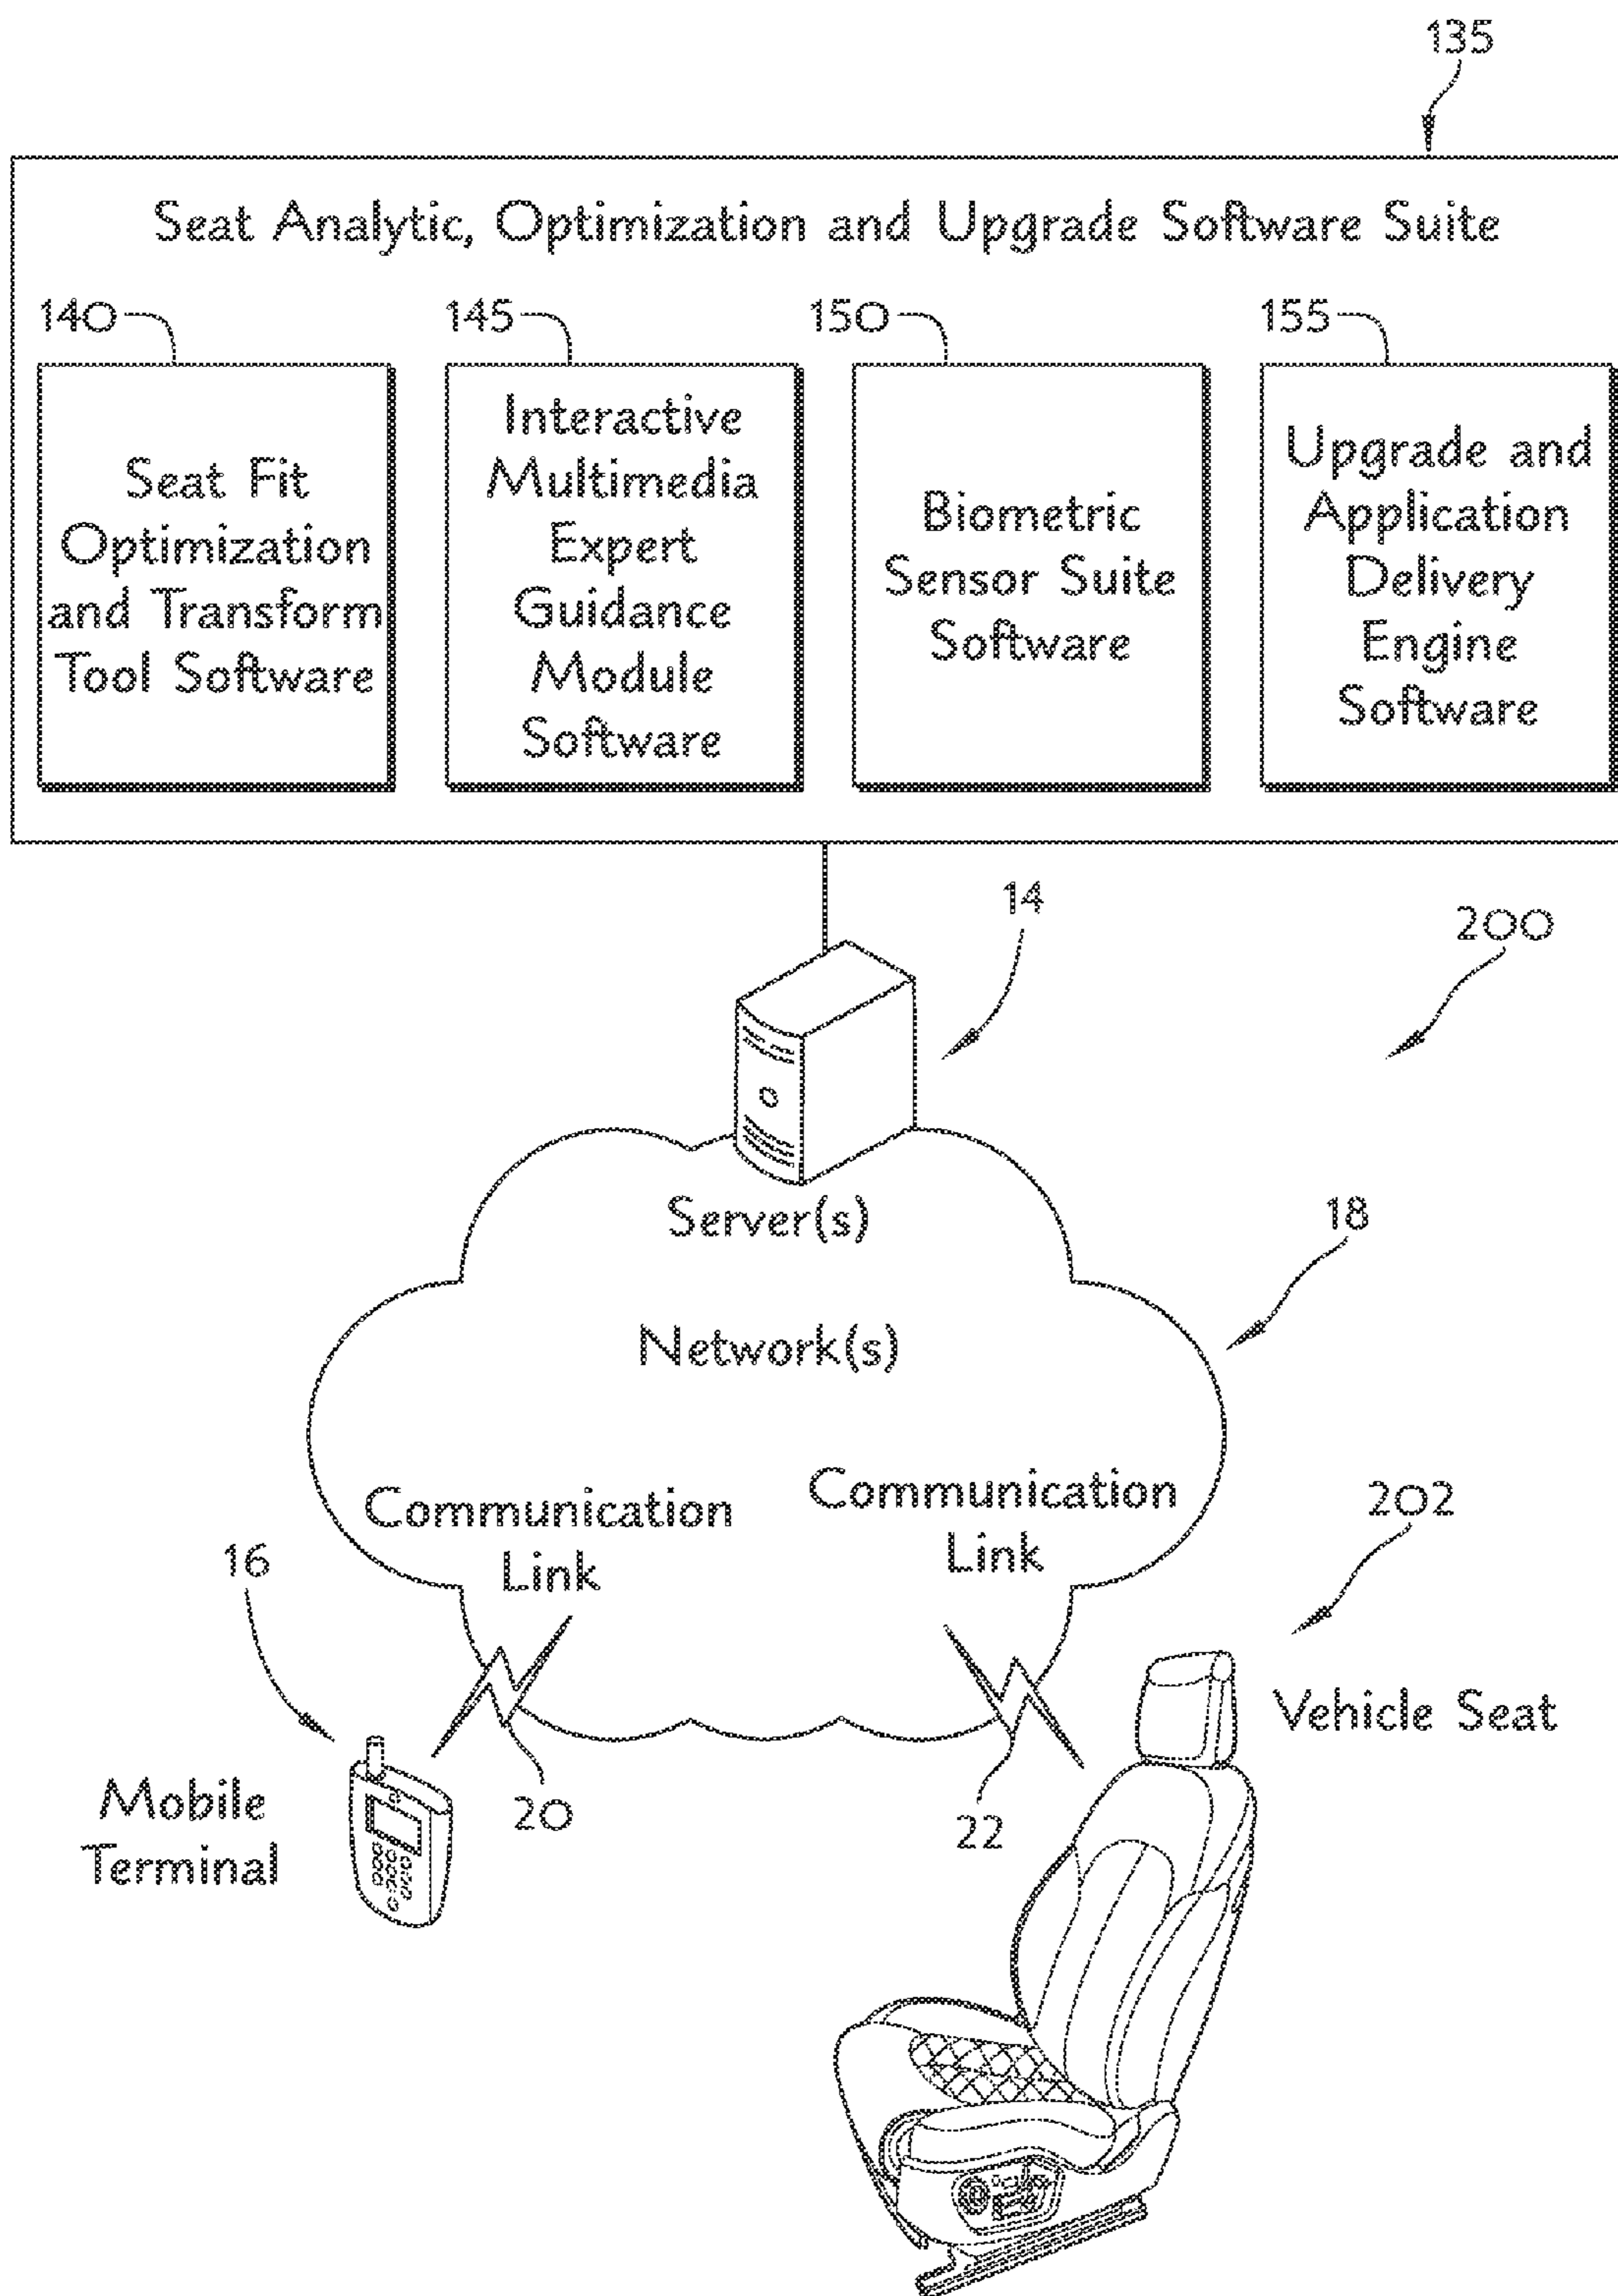 135
Seat Analytic, Optimization and Upgrade Software Suite
140
145
150
155
Seat Fit
Optimization
and Transform
Tool Software
Interactive
Multimedia
Expert
Guidance
Module
Software
Biometric
Sensor Suite
Software
Upgrade and
Application
Delivery
Engine
Software
14
200
Server(s)
18
Network(s)
Communication
Link
Communication
Link
202
16
Vehicle Seat
Mobile
Terminal
20
22